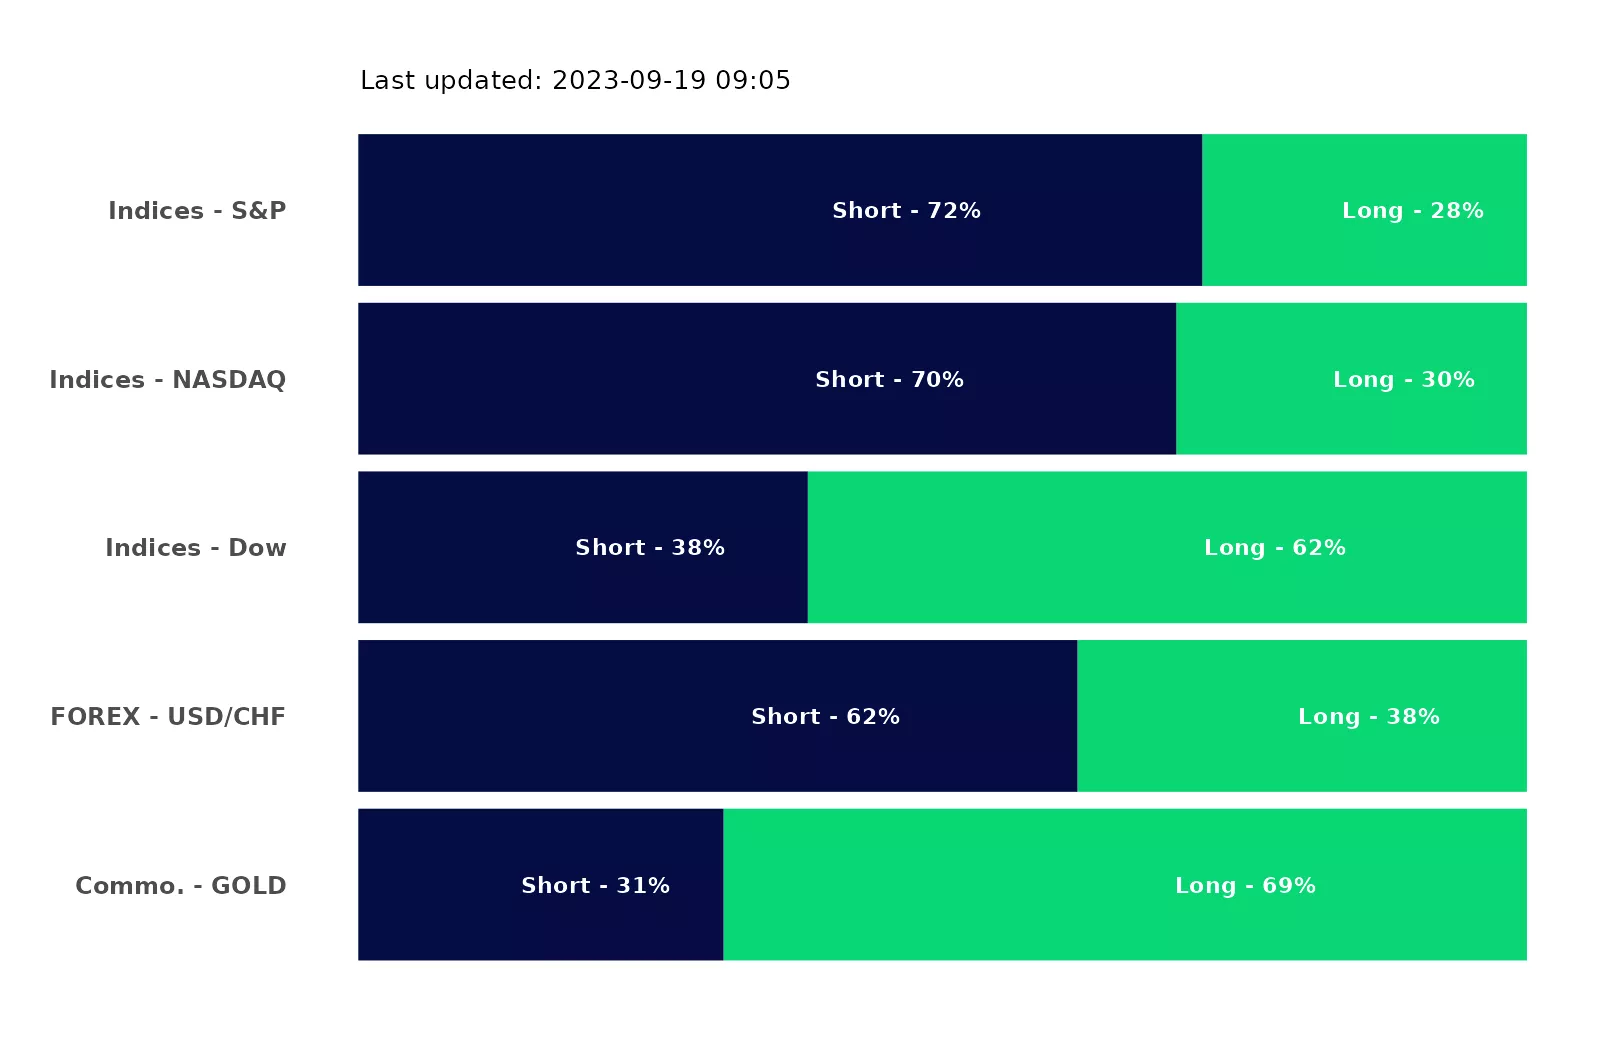 Last updated: 2023-09-19 09:05
Indices - S&P Short - 72% Long - 28%
Indices - NASDAQ Short - 70% Long - 30%
Indices - Dow Short - 38% Long - 62%
FOREX - USD/CHF Short - 62% Long - 38%
Commo. - GOLD Short - 31% Long - 69%